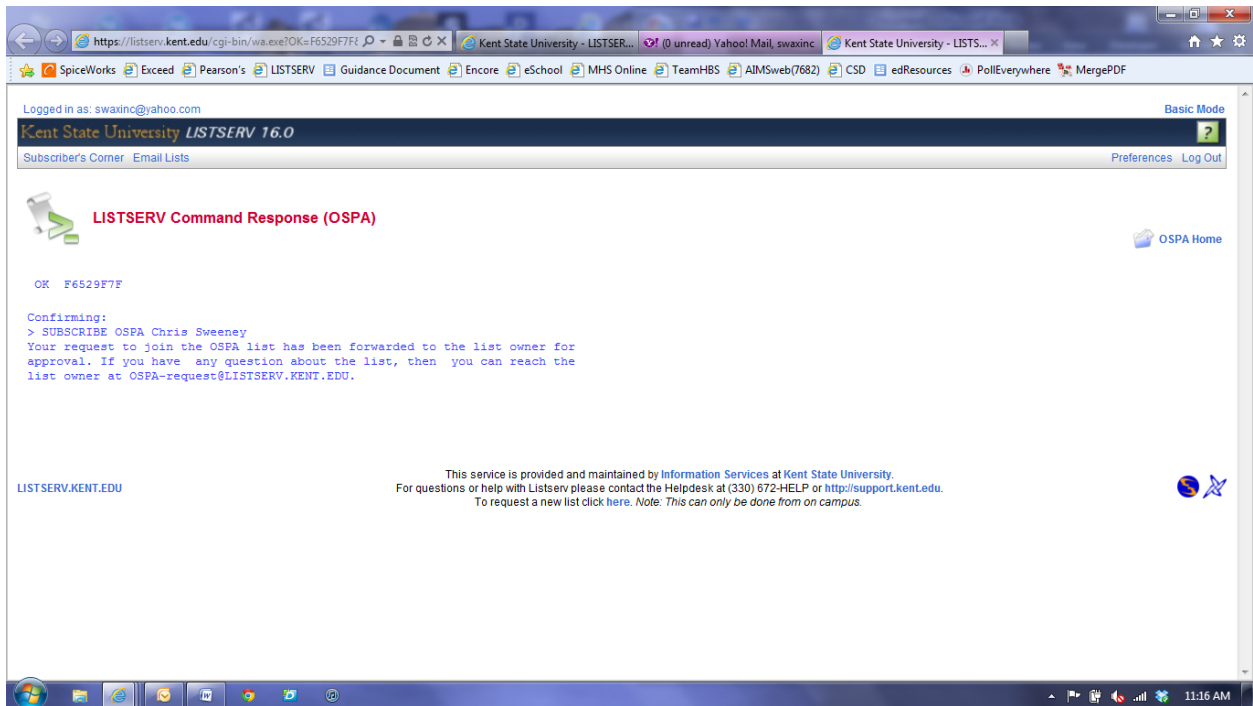 https://listserv.kent.edu/cgi-bin/wa.exe?OK=F6529F7F&
Kent State University - LISTSER...
(0 unread) Yahoo! Mail, swaxinc
Kent State University - LISTS...
SpiceWorks Exceed Pearson's LISTSERV Guidance Document Encore eSchool MHS Online TeamHBS AIMSweb(7682) CSD edResources PollEverywhere MergePDF
Logged in as: swaxinc@yahoo.com
Basic Mode
Kent State University LISTSERV 16.0
?
Subscriber's Corner Email Lists
Preferences Log Out
LISTSERV Command Response (OSPA)
OSPA Home
OK F6529F7F
Confirming:
> SUBSCRIBE OSPA Chris Sweeney
Your request to join the OSPA list has been forwarded to the list owner for
approval. If you have any question about the list, then you can reach the
list owner at OSPA-request@LISTSERV.KENT.EDU.
This service is provided and maintained by Information Services at Kent State University.
LISTSERV.KENT.EDU
For questions or help with Listserv please contact the Helpdesk at (330) 672-HELP or http://support.kent.edu.
To request a new list click here. Note: This can only be done from on campus.
11:16 AM